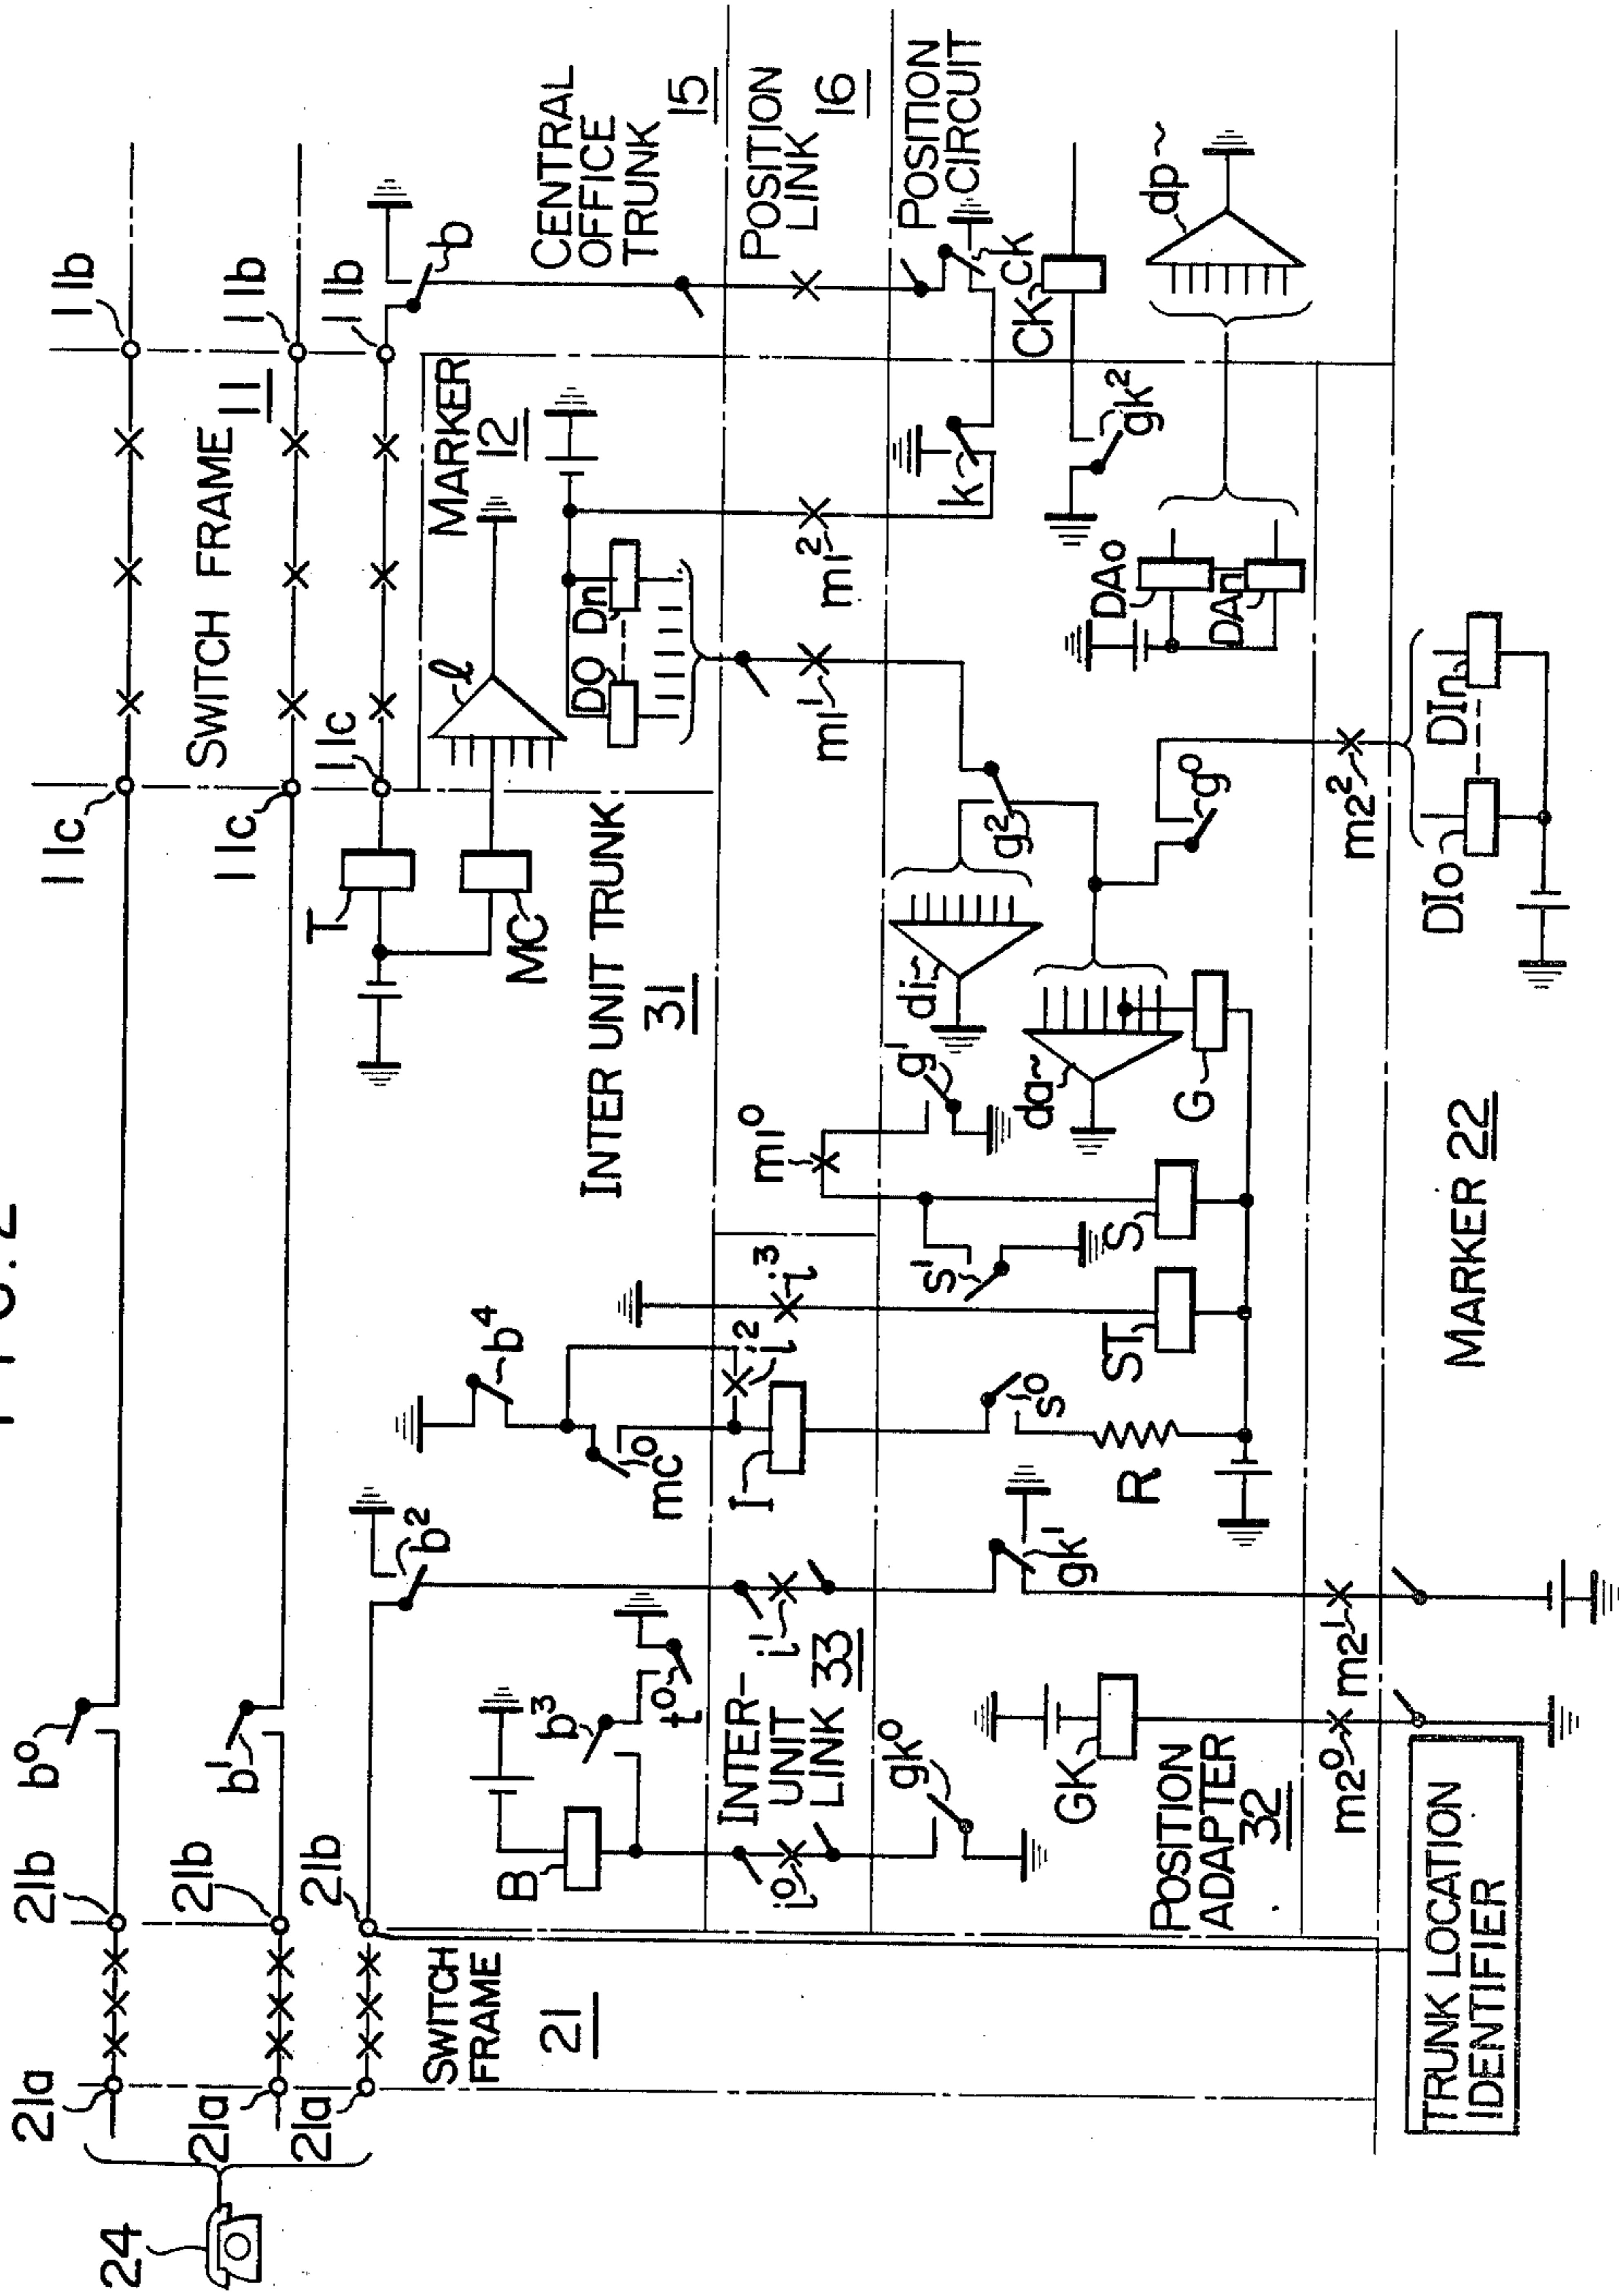 FIG. 2
24
21a
21a
21a
21b
21b
21b
SWITCH
FRAME
21
b⁰
b¹
b²
b³
b⁴
B
t⁰
11c
11c
11c
SWITCH FRAME 11
11b
11b
11b
b
T
MC
mc⁰
INTER UNIT TRUNK
31
MARKER
12
l
D0
Dn
CENTRAL
OFFICE
TRUNK
15
POSITION
LINK
16
POSITION
CIRCUIT
INTER-
UNIT
LINK 33
i⁰
i¹
i²
i³
I
m1⁰
m1¹
m1²
gk⁰
gk¹
gk²
GK
s⁰
s¹
R
ST
S
G
g⁰
g¹
g²
di~
da~
k
ck
CK
dp~
DA0
DAn
POSITION
ADAPTER
32
m2⁰
m2¹
m2²
DI0
DIn
MARKER 22
TRUNK LOCATION
IDENTIFIER